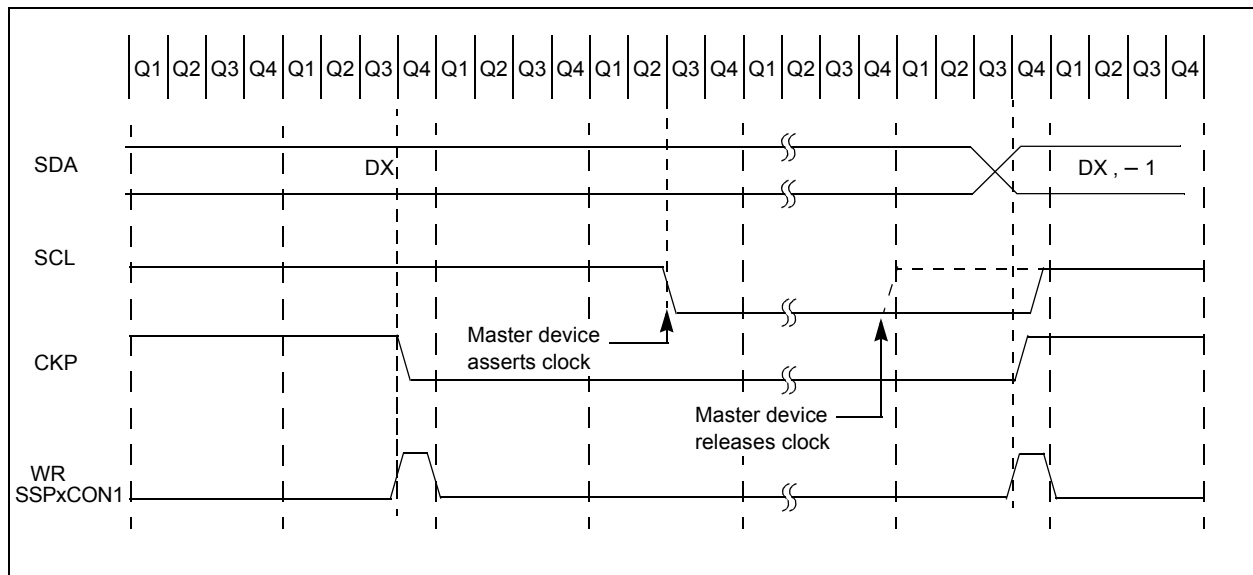 Q1 Q2 Q3 Q4 Q1 Q2 Q3 Q4 Q1 Q2 Q3 Q4 Q1 Q2 Q3 Q4 Q1 Q2 Q3 Q4 Q1 Q2 Q3 Q4 Q1 Q2 Q3 Q4
SDA
DX
DX , – 1
SCL
Master device
asserts clock
CKP
Master device
releases clock
WR
SSPxCON1